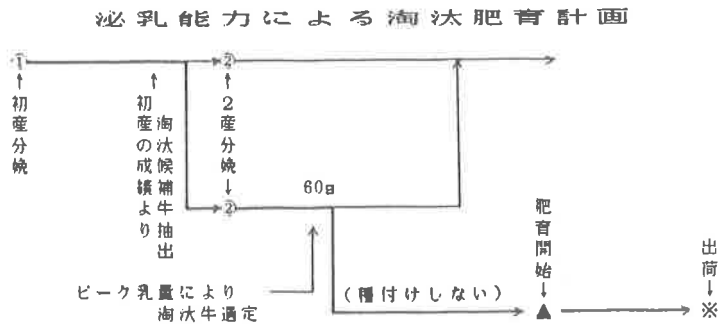 泌乳能力による淘汰肥育計画
①
②
初産分娩
初産の成績より
淘汰候補牛抽出
2産分娩
②
60日
ピーク乳量により
淘汰牛選定
(種付けしない)
肥育開始
▲
出荷
※